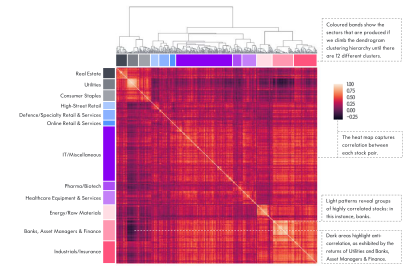 Coloured bands show the
sectors that are produced if
we climb the dendrogram
clustering hierarchy until there
are 12 different clusters.
Real Estate
Utilities
Consumer Staples
High-Street Retail
Defence/Specialty Retail & Services
Online Retail & Services
IT/Miscellaneous
Pharma/Biotech
Healthcare Equipment & Services
Energy/Raw Materials
Banks, Asset Managers & Finance
Industrials/Insurance
1.00
0.75
0.50
0.25
0.00
-0.25
The heat map captures
correlation between
each stock pair.
Light patterns reveal groups
of highly correlated stocks: in
this instance, banks.
Dark areas highlight anti-
correlation, as exhibited by the
returns of Utilities and Banks,
Asset Managers & Finance.